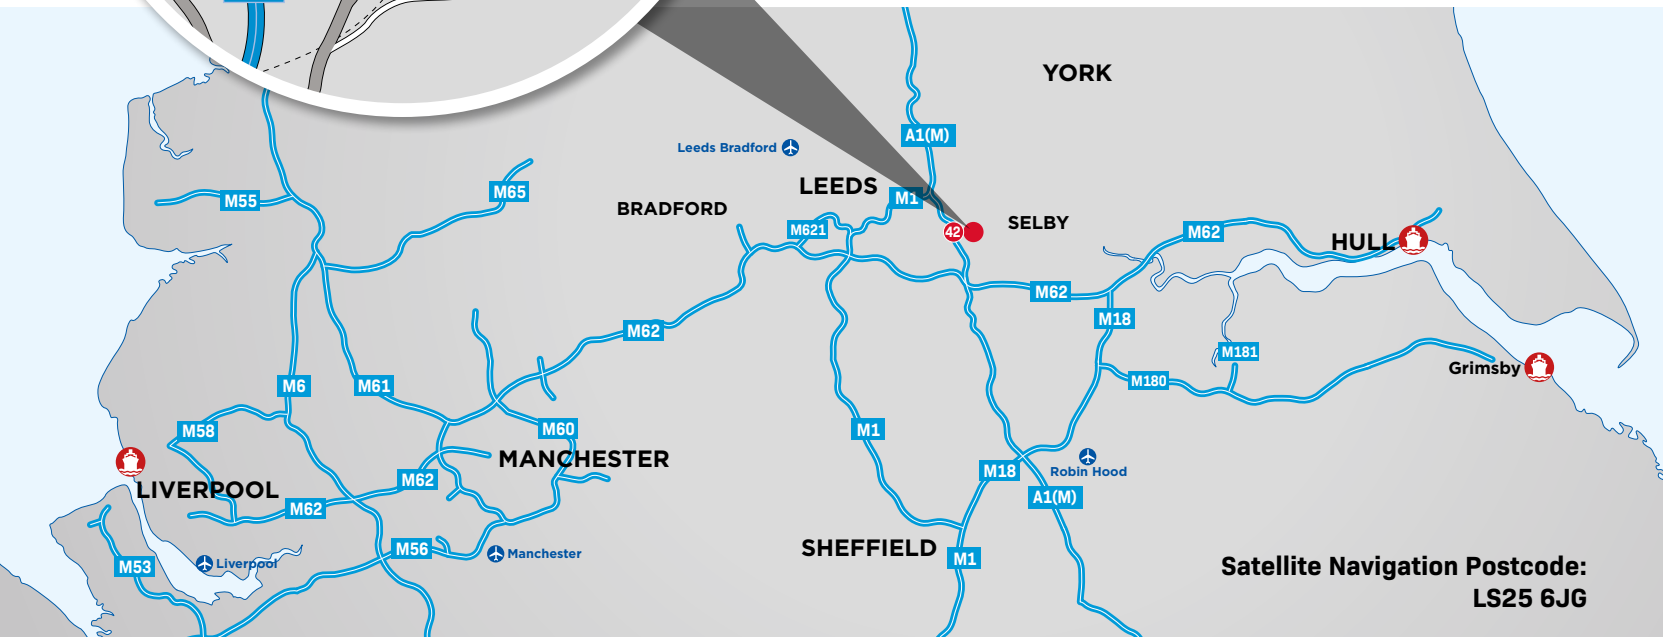 YORK
A1(M)
Leeds Bradford
LEEDS
M1
M65
M55
BRADFORD
M621
42
SELBY
M62
HULL
M62
M18
M62
M181
M180
Grimsby
M6
M61
M58
M60
M1
MANCHESTER
M62
LIVERPOOL
M62
M18
Robin Hood
A1(M)
M56
Manchester
SHEFFIELD
M1
M53
Liverpool
Satellite Navigation Postcode:
LS25 6JG